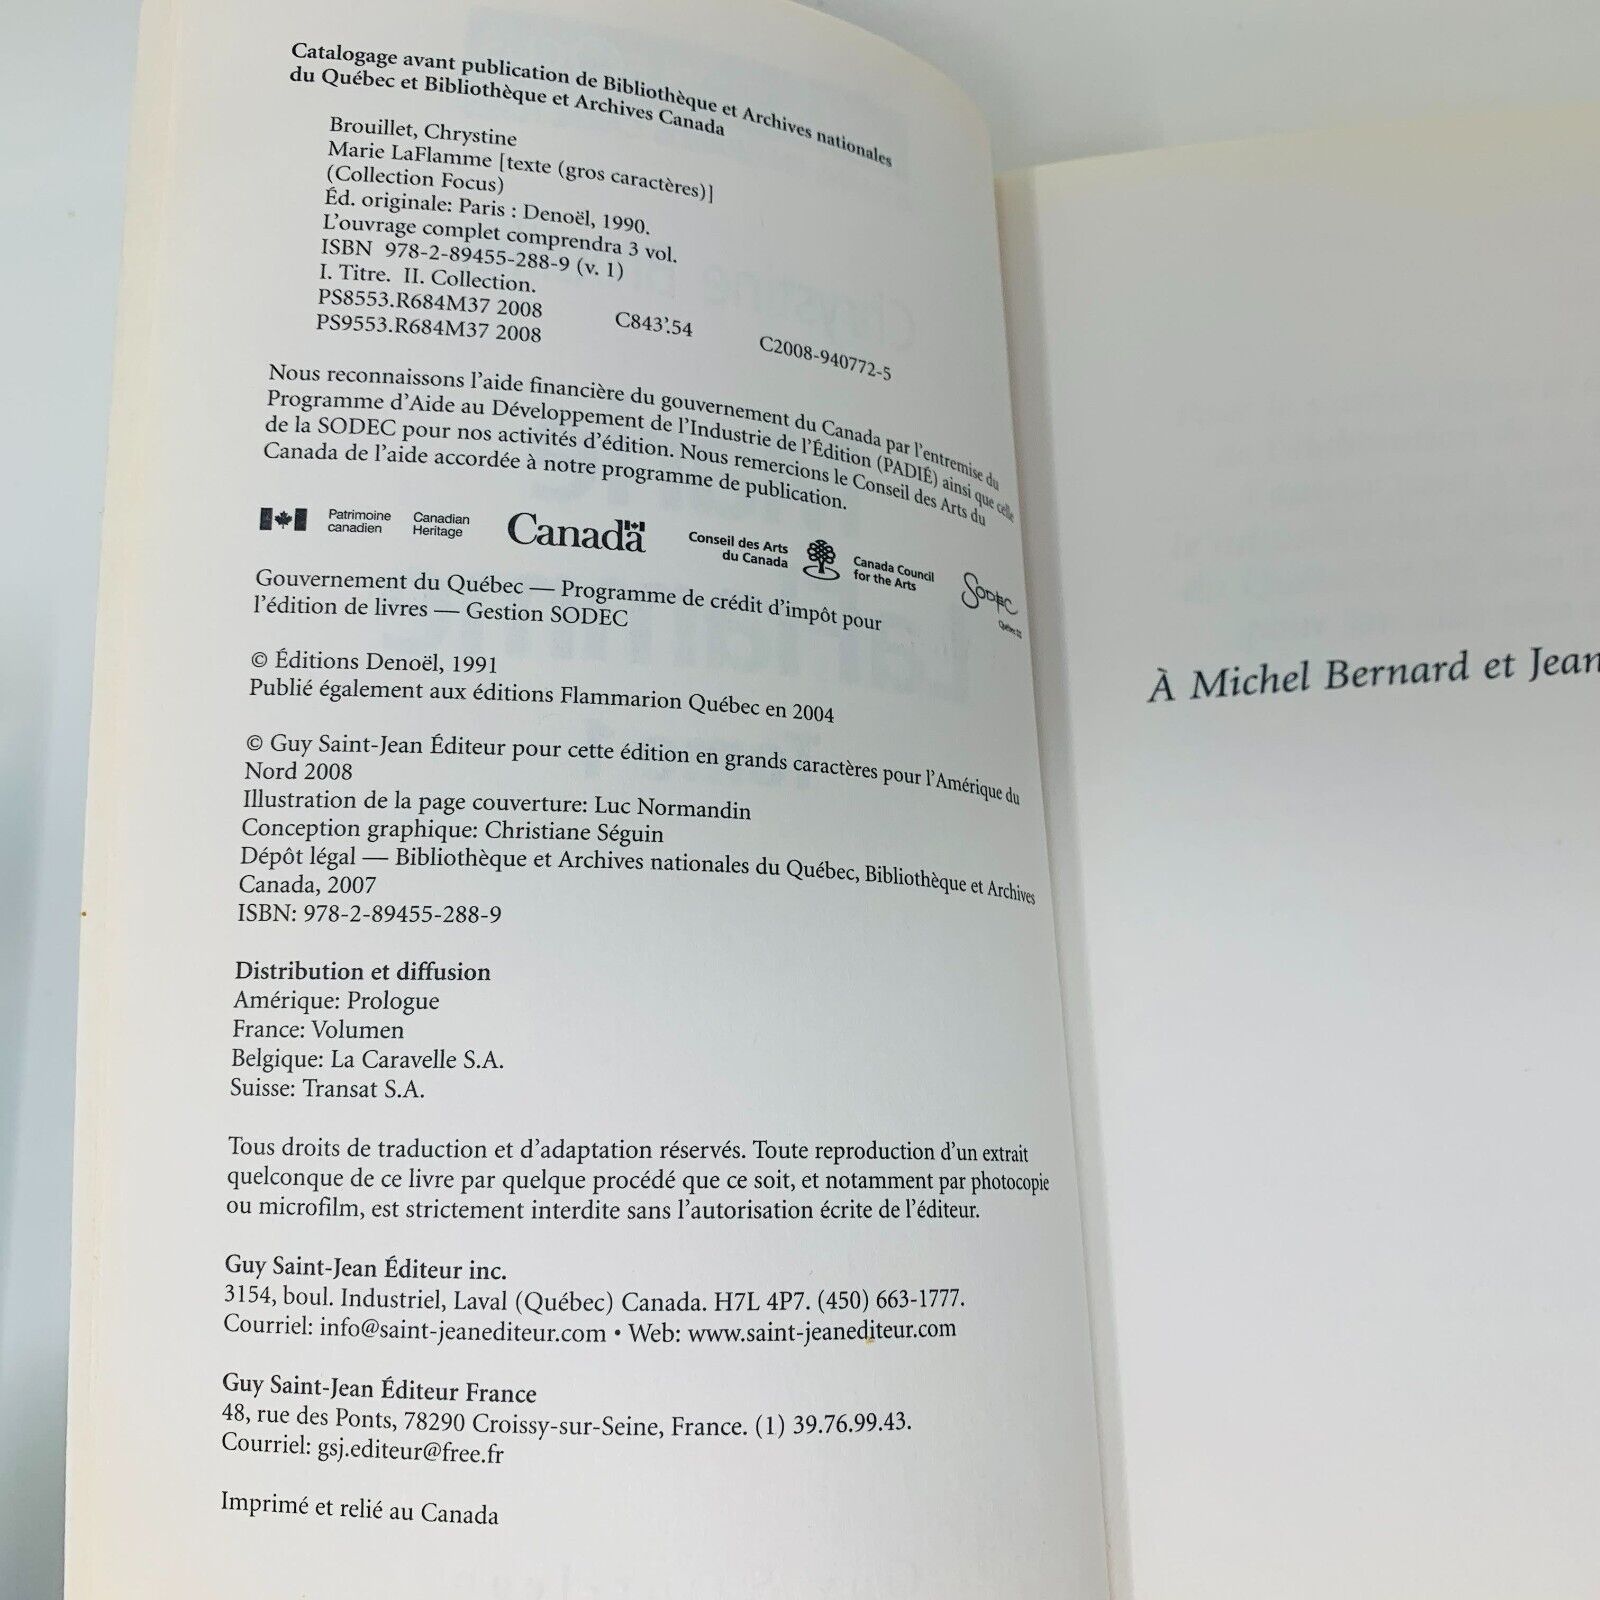 Catalogage avant publication de Bibliothèque et Archives nationales
du Québec et Bibliothèque et Archives Canada
Brouillet, Chrystine
Marie LaFlamme [texte (gros caractères)]
(Collection Focus)
Éd. originale: Paris : Denoël, 1990.
L'ouvrage complet comprendra 3 vol.
ISBN 978-2-89455-288-9 (v. 1)
I. Titre. II. Collection.
PS8553.R684M37 2008 C843'.54 C2008-940772-5
PS9553.R684M37 2008
Nous reconnaissons l'aide financière du gouvernement du Canada par l'entremise du
Programme d'Aide au Développement de l'Industrie de l'Édition (PADIÉ) ainsi que celle
de la SODEC pour nos activités d'édition. Nous remercions le Conseil des Arts du
Canada de l'aide accordée à notre programme de publication.
Patrimoine
canadien
Canadian
Heritage
Canada
Conseil des Arts
du Canada
Canada Council
for the Arts
SODEC
Québec
Gouvernement du Québec — Programme de crédit d'impôt pour
l'édition de livres — Gestion SODEC
© Éditions Denoël, 1991
Publié également aux éditions Flammarion Québec en 2004
© Guy Saint-Jean Éditeur pour cette édition en grands caractères pour l'Amérique du
Nord 2008
Illustration de la page couverture: Luc Normandin
Conception graphique: Christiane Séguin
Dépôt légal — Bibliothèque et Archives nationales du Québec, Bibliothèque et Archives
Canada, 2007
ISBN: 978-2-89455-288-9
Distribution et diffusion
Amérique: Prologue
France: Volumen
Belgique: La Caravelle S.A.
Suisse: Transat S.A.
Tous droits de traduction et d'adaptation réservés. Toute reproduction d'un extrait
quelconque de ce livre par quelque procédé que ce soit, et notamment par photocopie
ou microfilm, est strictement interdite sans l'autorisation écrite de l'éditeur.
Guy Saint-Jean Éditeur inc.
3154, boul. Industriel, Laval (Québec) Canada. H7L 4P7. (450) 663-1777.
Courriel: info@saint-jeanediteur.com • Web: www.saint-jeanediteur.com
Guy Saint-Jean Éditeur France
48, rue des Ponts, 78290 Croissy-sur-Seine, France. (1) 39.76.99.43.
Courriel: gsj.editeur@free.fr
Imprimé et relié au Canada
À Michel Bernard et Jean